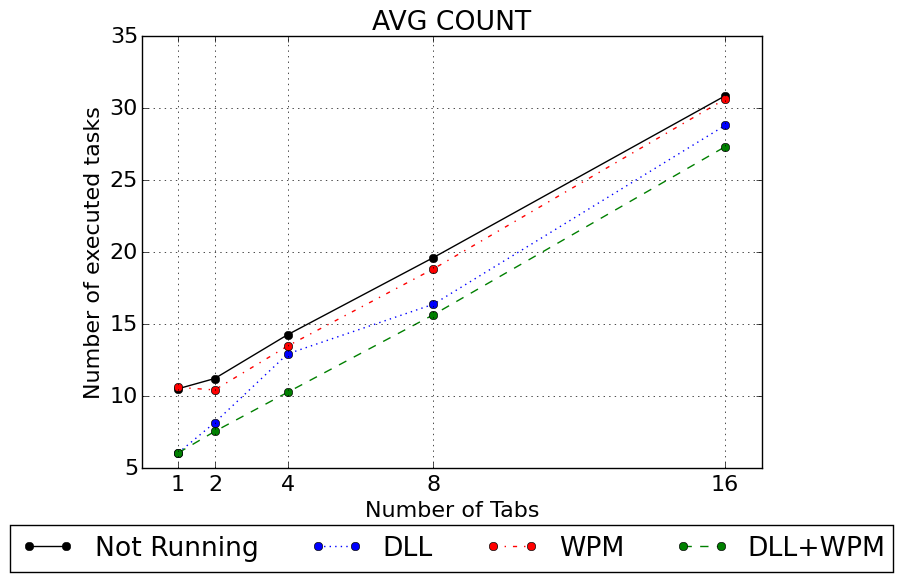 AVG COUNT
35
30
25
20
15
10
5
Number of executed tasks
1 2 4 8 16
Number of Tabs
Not Running DLL WPM DLL+WPM